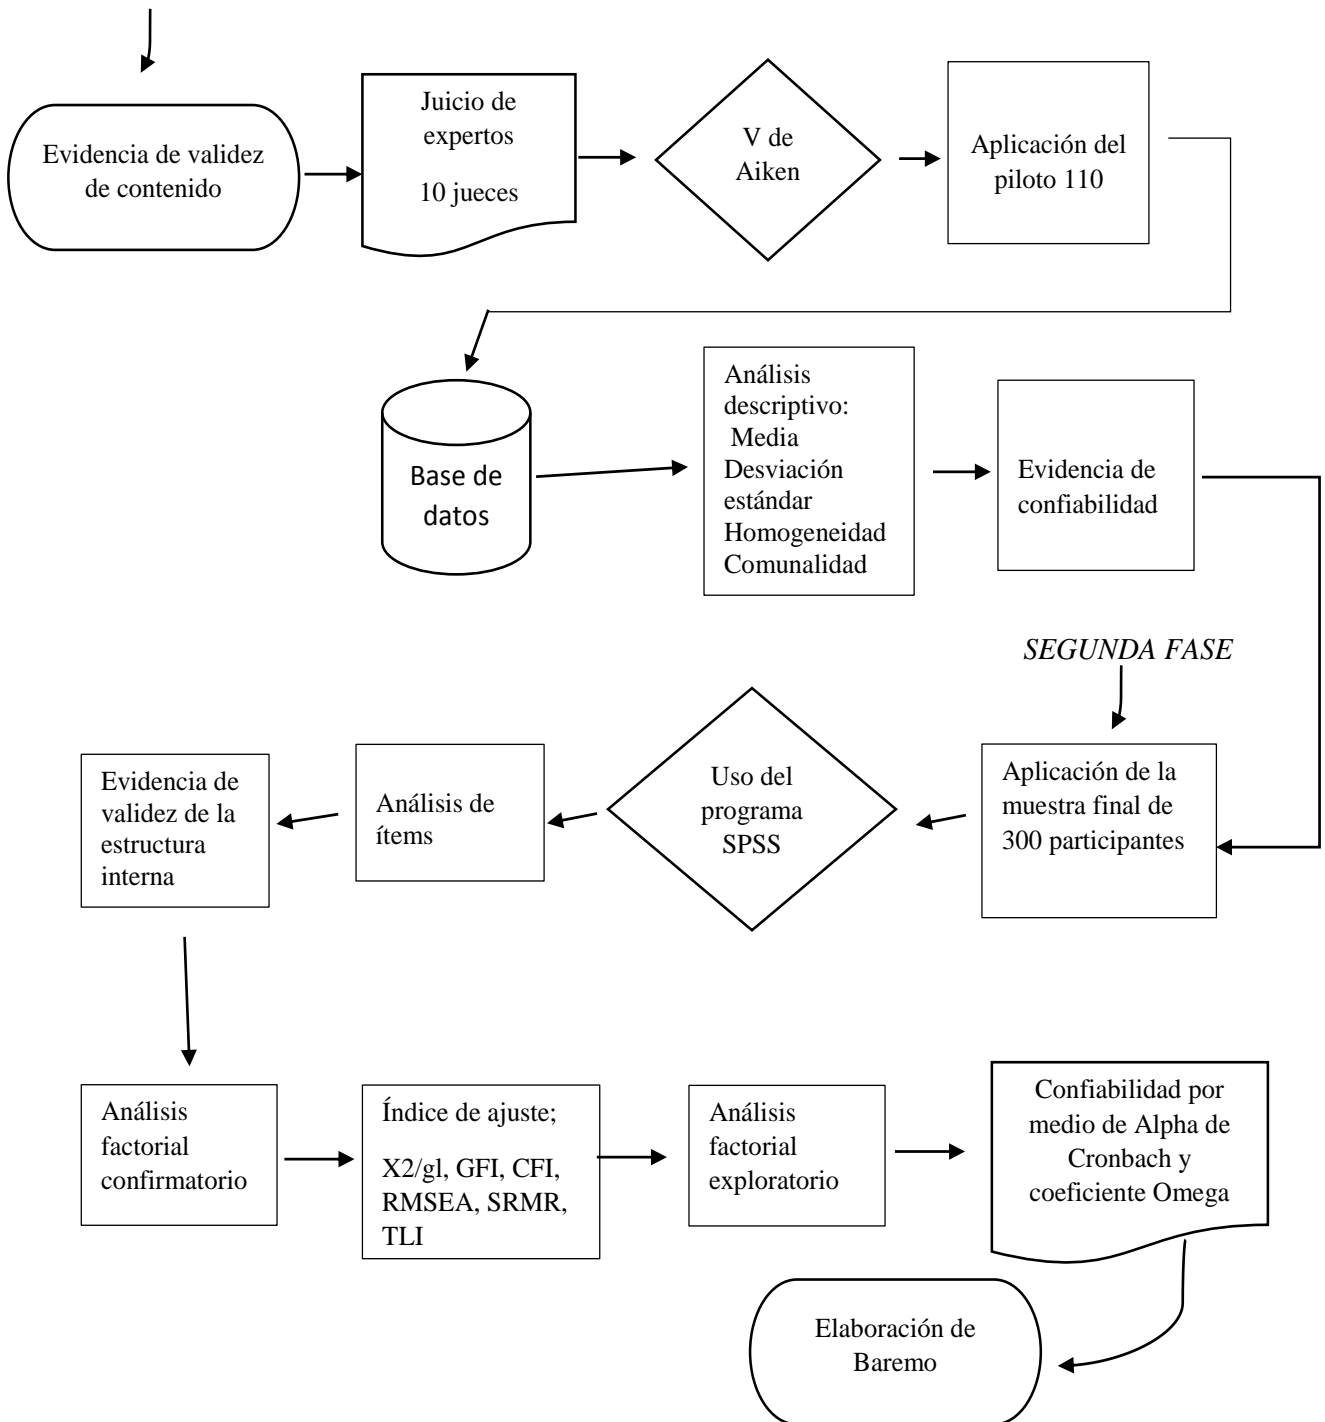 Evidencia de validez
de contenido
Juicio de
expertos
10 jueces
V de
Aiken
Aplicación del
piloto 110
Base de
datos
Análisis
descriptivo:
Media
Desviación
estándar
Homogeneidad
Comunalidad
Evidencia de
confiabilidad
SEGUNDA FASE
Aplicación de la
muestra final de
300 participantes
Uso del
programa
SPSS
Análisis de
ítems
Evidencia de
validez de la
estructura
interna
Análisis
factorial
confirmatorio
Índice de ajuste;
X2/gl, GFI, CFI,
RMSEA, SRMR,
TLI
Análisis
factorial
exploratorio
Confiabilidad por
medio de Alpha de
Cronbach y
coeficiente Omega
Elaboración de
Baremo